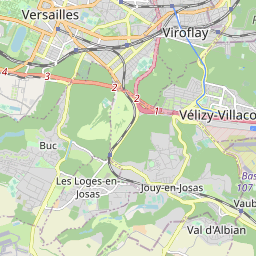 Versailles
Viroflay
4
3
2
2
1
Vélizy-Villaco
Buc
Bas
107
Les Loges-en-
Josas
Jouy-en-Josas
Vaub
Val d'Albian